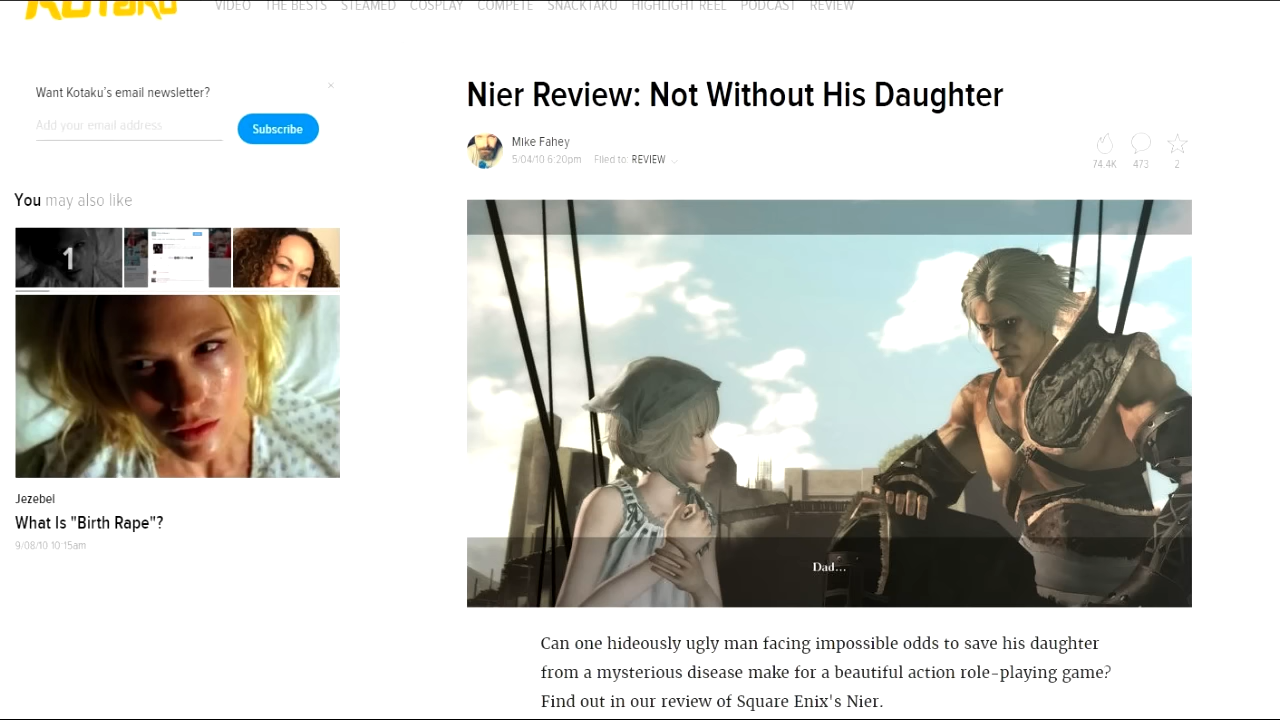 KOTAKU
VIDEO THE BESTS STEAMED COSPLAY COMPETE SNACKTAKU HIGHLIGHT REEL PODCAST REVIEW
Want Kotaku's email newsletter?
×
Add your email address
Subscribe
You may also like
1
Jezebel
What Is "Birth Rape"?
9/08/10 10:15am
Nier Review: Not Without His Daughter
Mike Fahey
5/04/10 6:20pm Filed to: REVIEW
74.4K 473 2
Dad...
Can one hideously ugly man facing impossible odds to save his daughter
from a mysterious disease make for a beautiful action role-playing game?
Find out in our review of Square Enix's Nier.